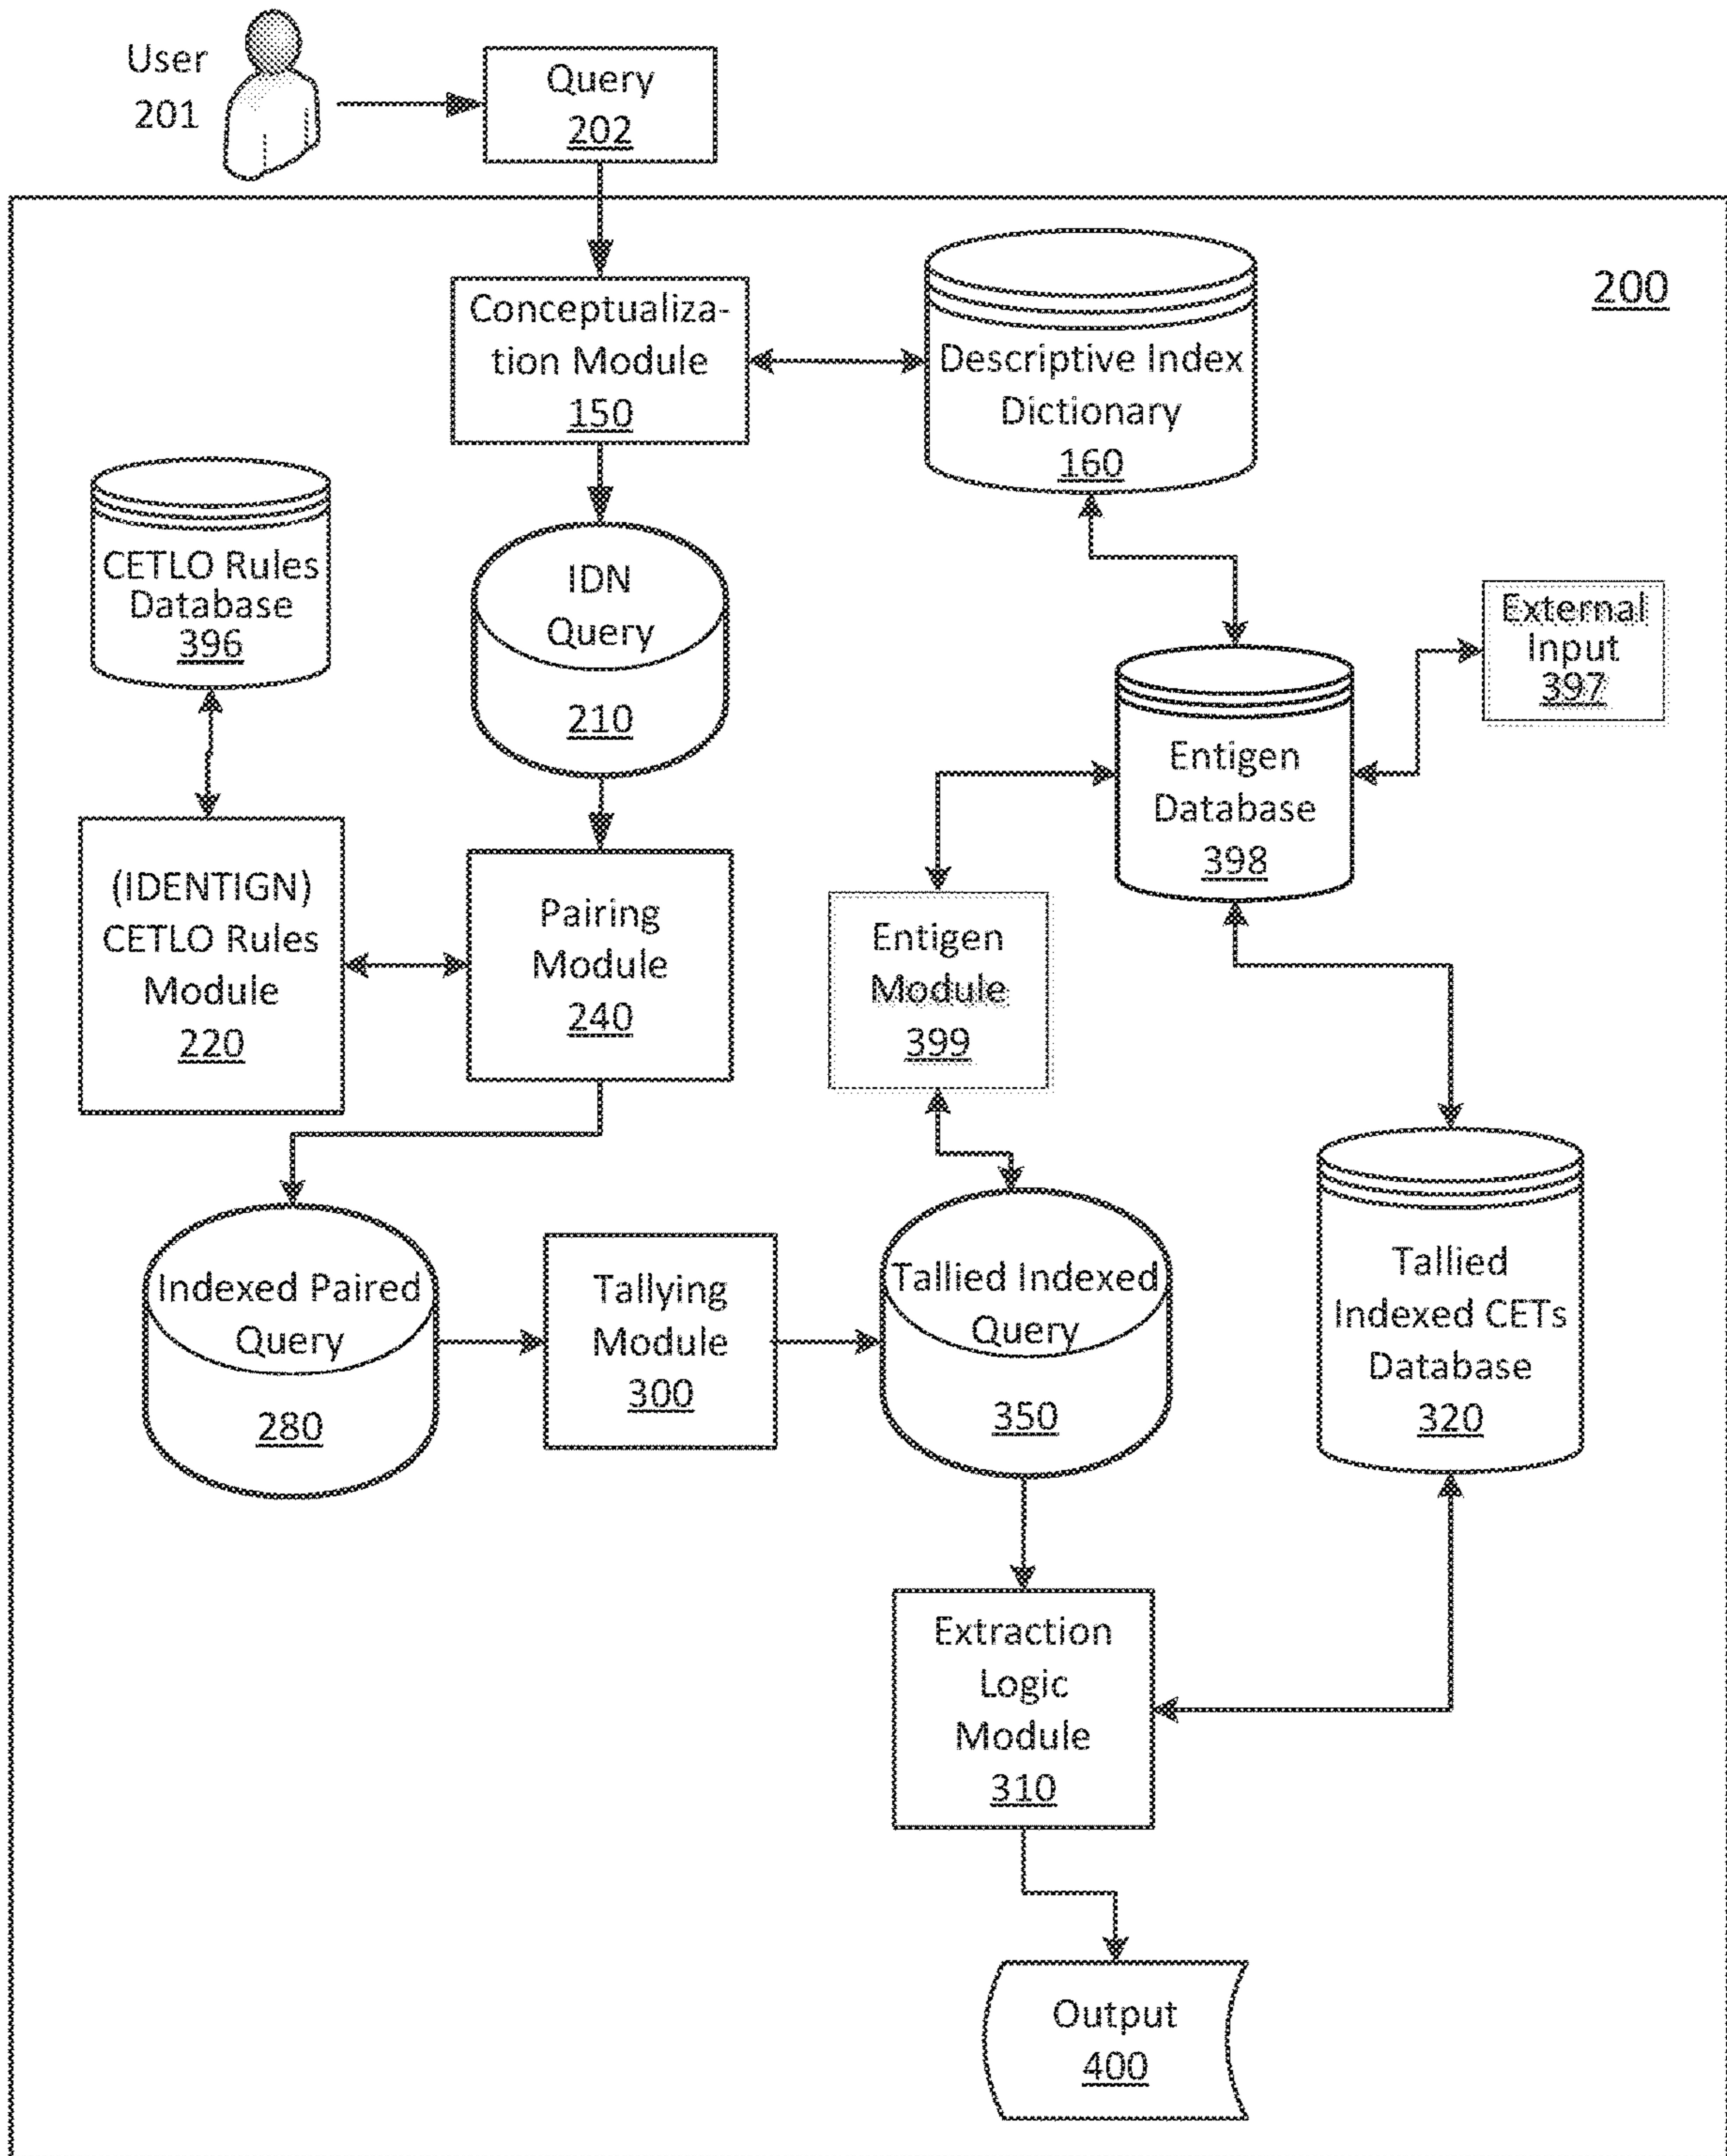 User
201
Query
202
200
Conceptualiza-
tion Module
150
Descriptive Index
Dictionary
160
CETLO Rules
Database
396
IDN
Query
210
External
Input
397
Entigen
Database
398
(IDENTIGN)
CETLO Rules
Module
220
Pairing
Module
240
Entigen
Module
399
Indexed Paired
Query
280
Tallying
Module
300
Tallied Indexed
Query
350
Tallied
Indexed CETs
Database
320
Extraction
Logic
Module
310
Output
400